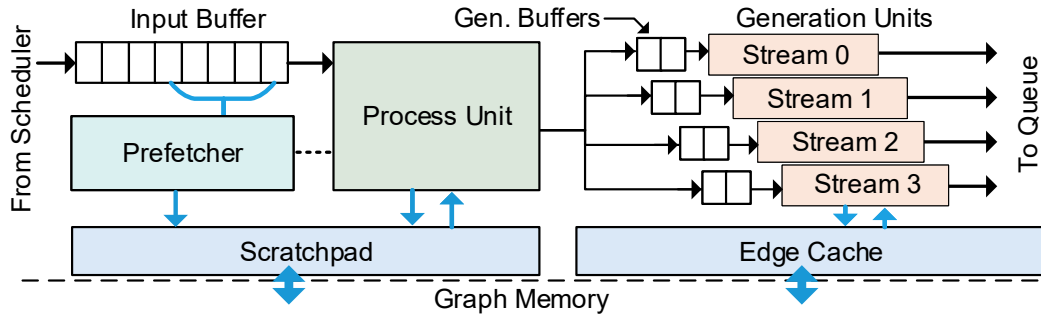 Input Buffer
Gen. Buffers
Generation Units
From Scheduler
Prefetcher
Process Unit
Stream 0
Stream 1
Stream 2
Stream 3
To Queue
Scratchpad
Edge Cache
Graph Memory